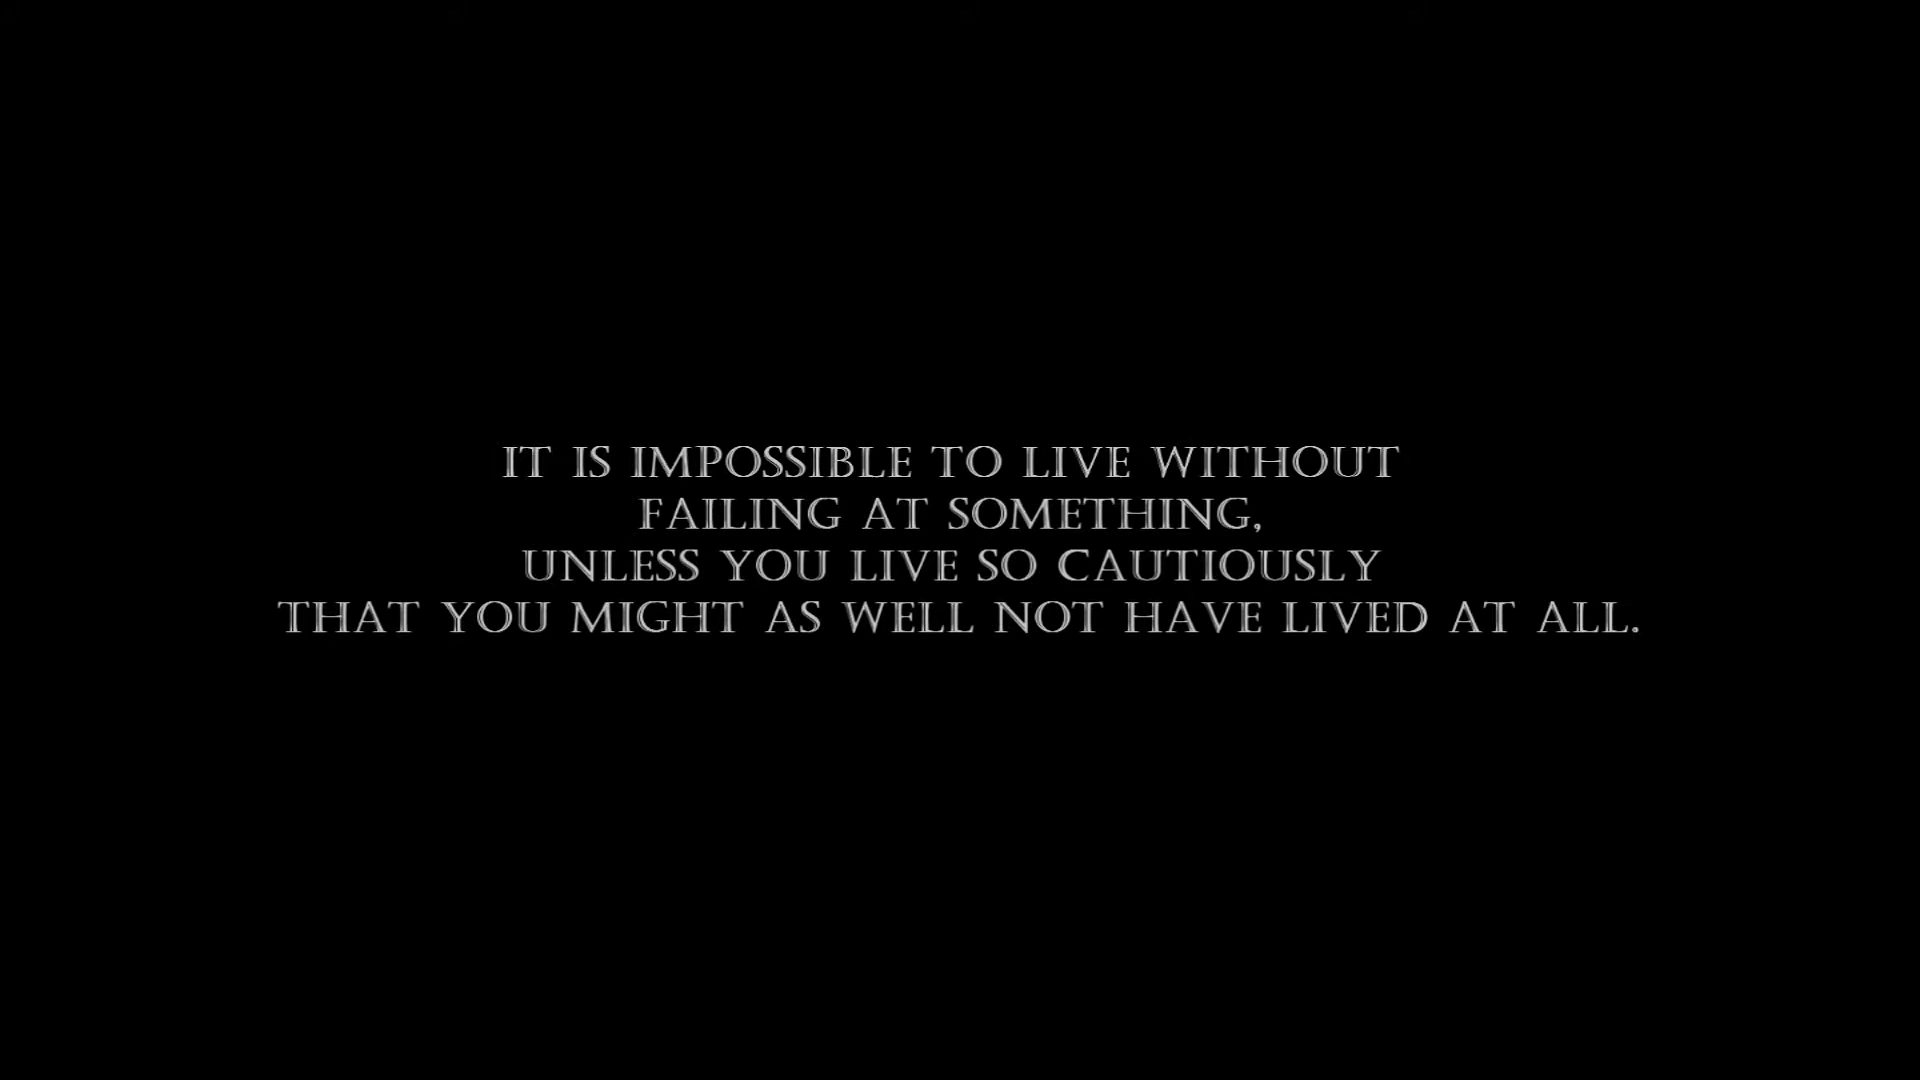 IT IS IMPOSSIBLE TO LIVE WITHOUT
FAILING AT SOMETHING,
UNLESS YOU LIVE SO CAUTIOUSLY
THAT YOU MIGHT AS WELL NOT HAVE LIVED AT ALL.